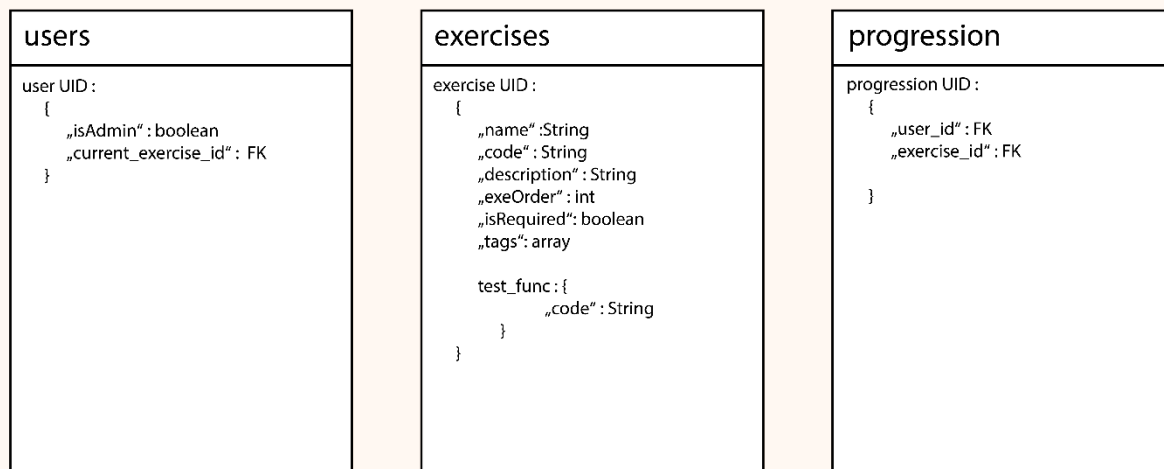 users
user UID :
{
„isAdmin“ : boolean
„current_exercise_id“ : FK
}
exercises
exercise UID :
{
„name“ :String
„code“ : String
„description“ : String
„exeOrder“ : int
„isRequired“: boolean
„tags“: array
test_func : {
„code“ : String
}
}
progression
progression UID :
{
„user_id“ : FK
„exercise_id“ : FK
}